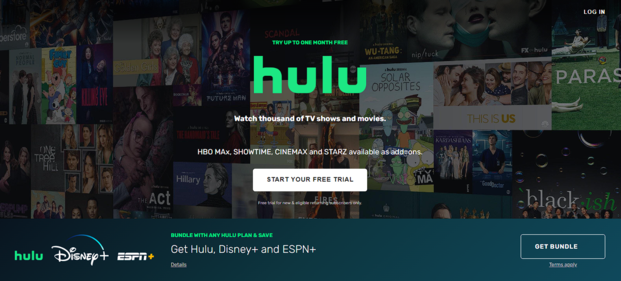 LOG IN
TRY UP TO ONE MONTH FREE
hulu
Watch thousand of TV shows and movies.
HBO MAx, SHOWTIME, CINEMAX and STARZ available as add-ons.
START YOUR FREE TRIAL
Free trial for new & eligible returning subscribers only.
WU-TANG:
SOLAR
OPPOSITES
THIS IS US
PARAS
FUTURE MAN
ONE
TREE
HILL
Hillary
Act
black-ish
BUNDLE WITH ANY HULU PLAN & SAVE
hulu
Disney+
ESPN+
Get Hulu, Disney+ and ESPN+
Details
GET BUNDLE
Terms apply